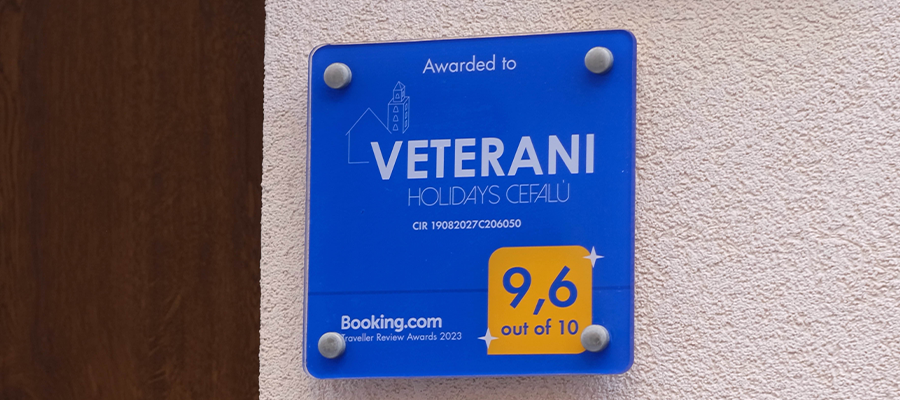 Awarded to
VETERANI
HOLIDAYS CEFALÙ
CIR 19082027C206050
9,6
out of 10
Booking.com
Traveller Review Awards 2023